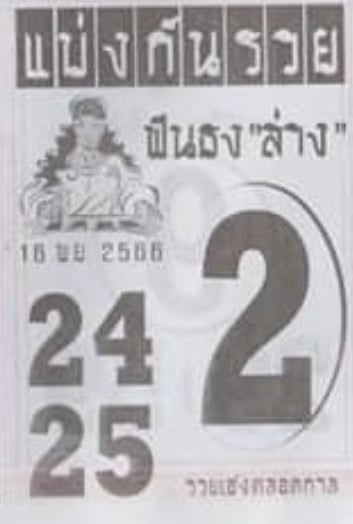 แบ่งกันรวย
ฟันธง "ล่าง"
16 พย 2566
2
24
25
รวยเฮงตลอดกาล